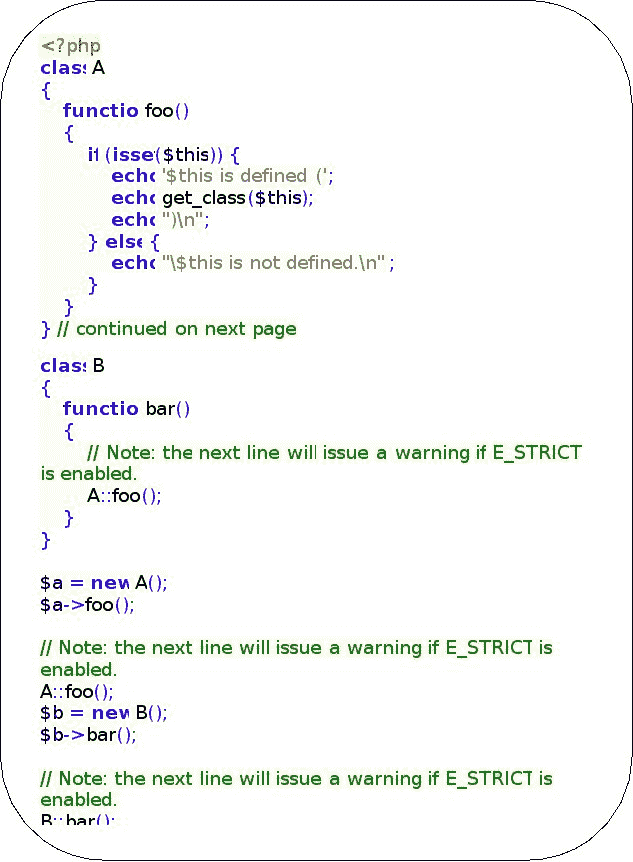 <?php
class A
{
function foo()
{
if (isset($this)) {
echo '$this is defined (';
echo get_class($this);
echo ")\n";
} else {
echo "\$this is not defined.\n";
}
}
} // continued on next page
class B
{
function bar()
{
// Note: the next line will issue a warning if E_STRICT
is enabled.
A::foo();
}
}
$a = new A();
$a->foo();
// Note: the next line will issue a warning if E_STRICT is
enabled.
A::foo();
$b = new B();
$b->bar();
// Note: the next line will issue a warning if E_STRICT is
enabled.
B::bar();